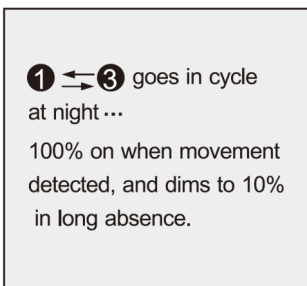 ❶ ⇆ ❸ goes in cycle
at night ···
100% on when movement
detected, and dims to 10%
in long absence.